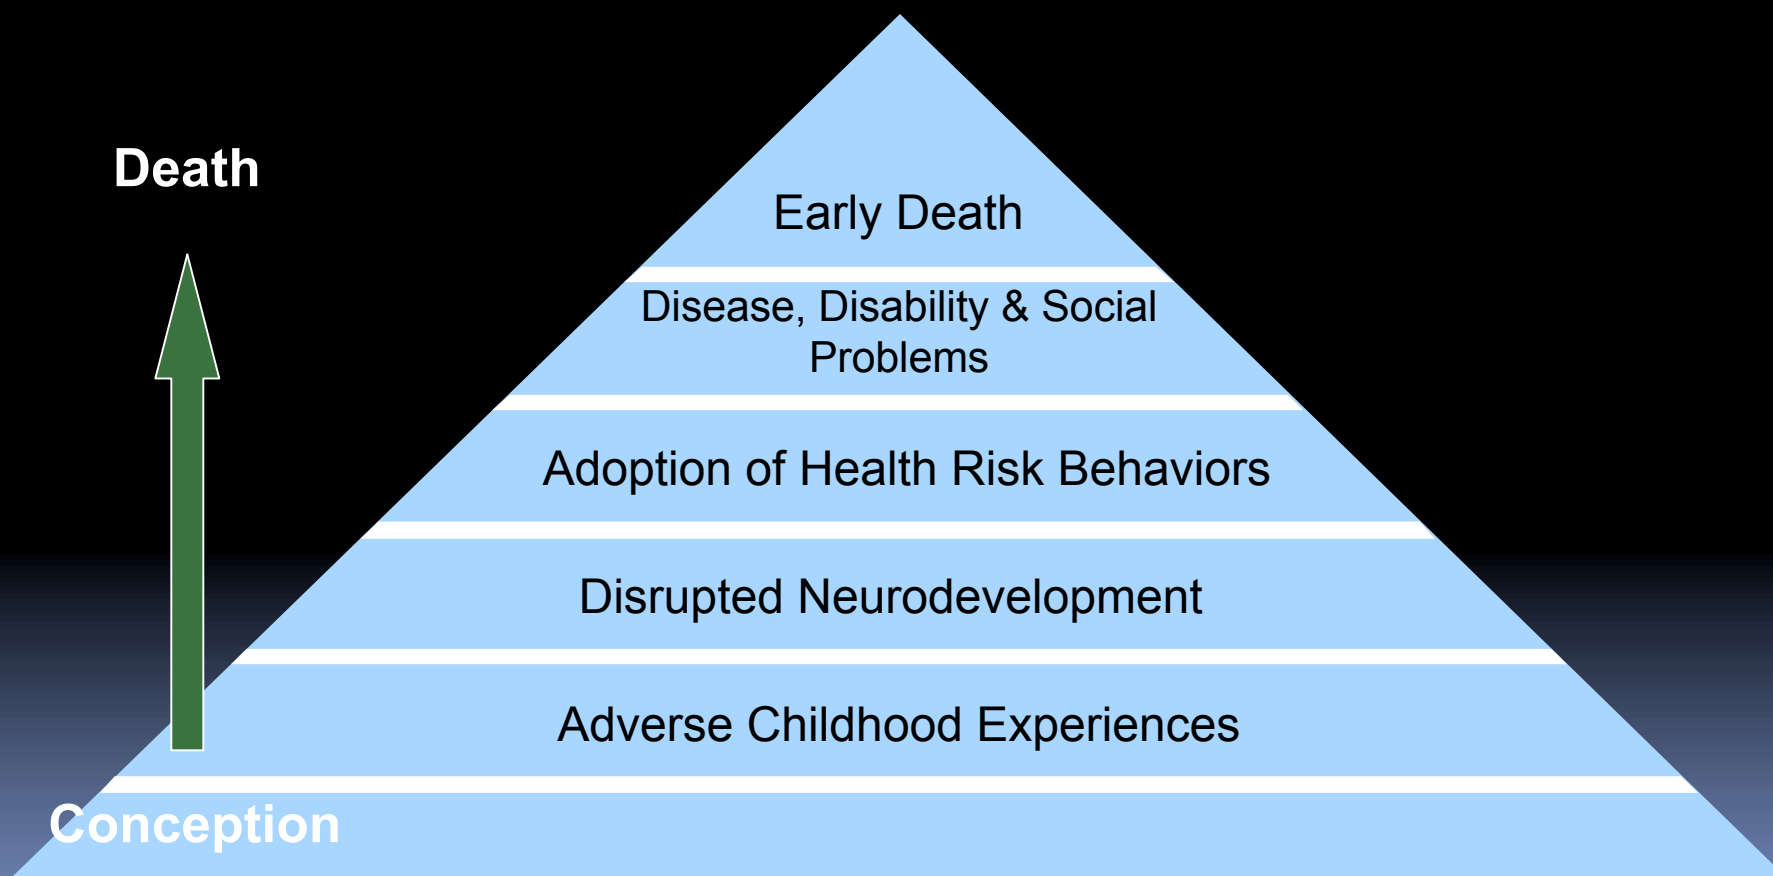 Death
Early Death
Disease, Disability & Social
Problems
Adoption of Health Risk Behaviors
Disrupted Neurodevelopment
Adverse Childhood Experiences
Conception